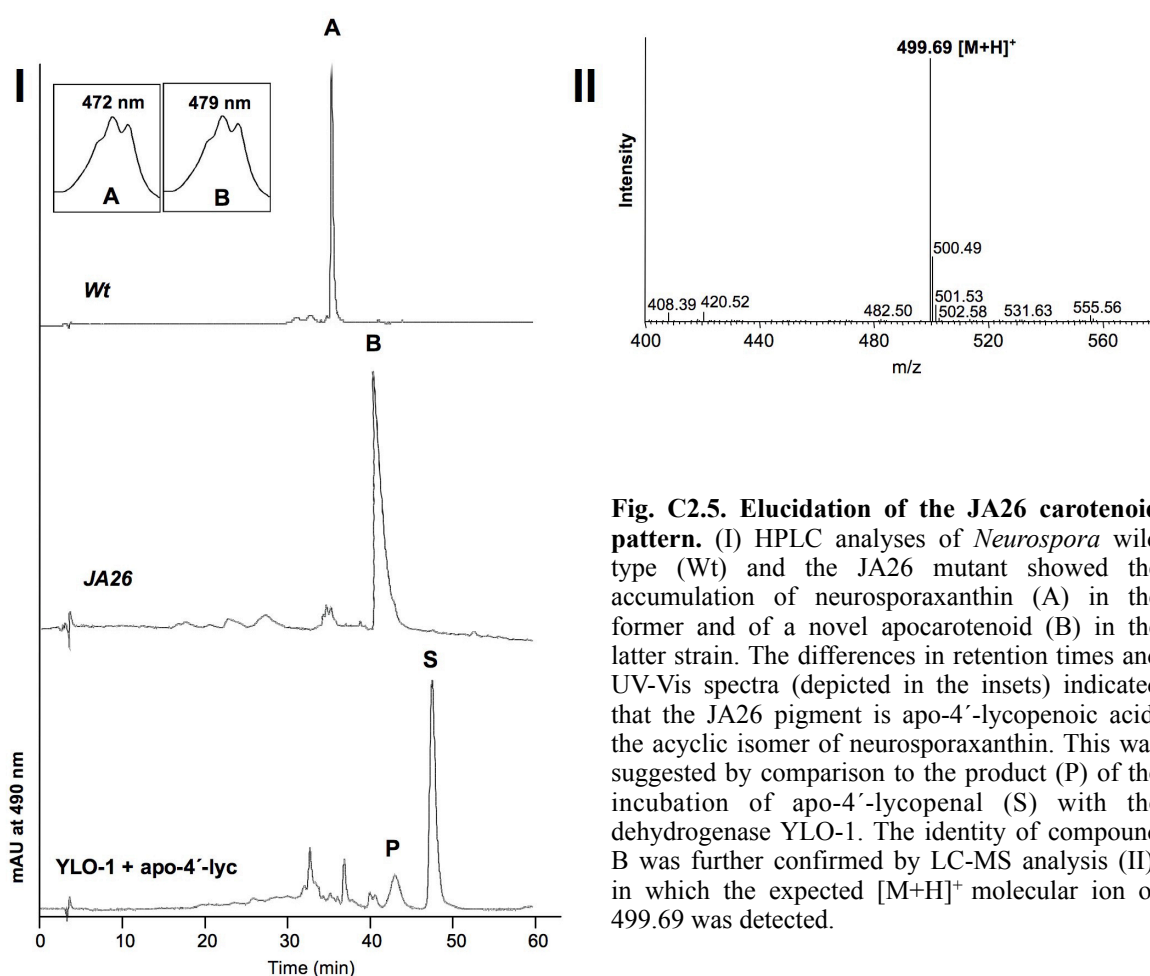 A
I
472 nm
A
479 nm
B
Wt
B
JA26
S
P
YLO-1 + apo-4´-lyc
mAU at 490 nm
0 10 20 30 40 50 60
Time (min)
II
499.69 [M+H]+
Intensity
500.49
501.53
408.39 420.52 482.50 502.58 531.63 555.56
400 440 480 520 560
m/z
Fig. C2.5. Elucidation of the JA26 carotenoid
pattern. (I) HPLC analyses of Neurospora wild
type (Wt) and the JA26 mutant showed the
accumulation of neurosporaxanthin (A) in the
former and of a novel apocarotenoid (B) in the
latter strain. The differences in retention times and
UV-Vis spectra (depicted in the insets) indicated
that the JA26 pigment is apo-4´-lycopenoic acid
the acyclic isomer of neurosporaxanthin. This wa
suggested by comparison to the product (P) of the
incubation of apo-4´-lycopenal (S) with the
dehydrogenase YLO-1. The identity of compound
B was further confirmed by LC-MS analysis (II)
in which the expected [M+H]+ molecular ion o
499.69 was detected.